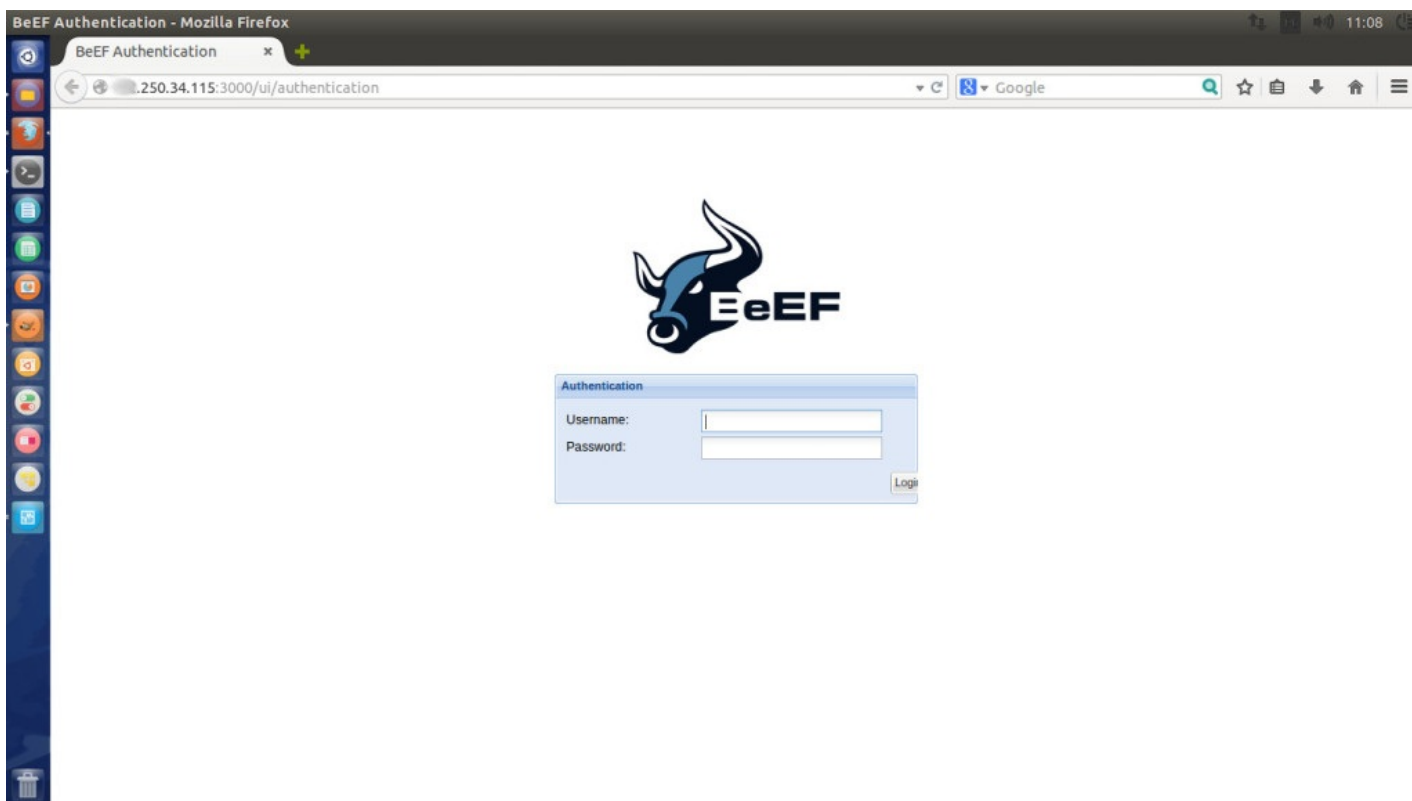 BeEF Authentication - Mozilla Firefox
11:08
BeEF Authentication
.250.34.115:3000/ui/authentication
Google
BeEF
Authentication
Username:
Password:
Login